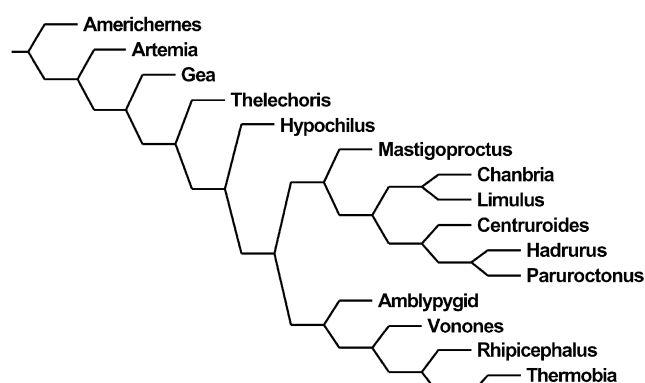 Americhernes
Artemia
Gea
Thelechoris
Hypochilus
Mastigoproctus
Chanbria
Limulus
Centruroides
Hadrurus
Paruroctonus
Amblypygid
Vonones
Rhipicephalus
Thermobia